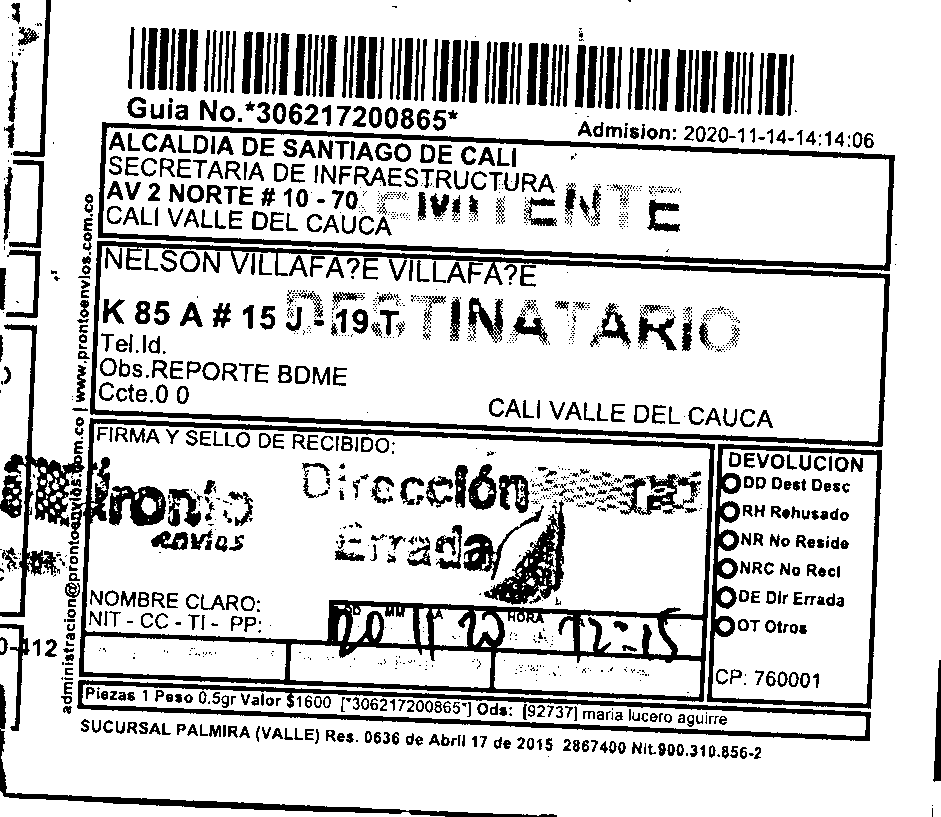 Guia No.*306217200865*
Admision: 2020-11-14-14:14:06
ALCALDIA DE SANTIAGO DE CALI
SECRETARIA DE INFRAESTRUCTURA
AV 2 NORTE # 10 - 70
CALI VALLE DEL CAUCA
NELSON VILLAFA?E VILLAFA?E
DESTINATARIO
K 85 A # 15 J - 19 T
Tel.Id.
Obs.REPORTE BDME
Ccte.0 0
CALI VALLE DEL CAUCA
administracion@prontoenvios.com.co | www.prontoenvios.com.co
FIRMA Y SELLO DE RECIBIDO:
Pronto
envios
Dirección
Errada
NOMBRE CLARO:
NIT - CC - TI - PP:
DD MM AA HORA
20 11 20 12:15
DEVOLUCION
DD Dest Desc
RH Rehusado
NR No Reside
NRC No Recl
DE Dir Errada
OT Otros
CP: 760001
Piezas 1 Peso 0.5gr Valor $1600 ["306217200865"] Ods: [92737] maria lucero aguirre
SUCURSAL PALMIRA (VALLE) Res. 0636 de Abril 17 de 2015 2867400 Nit.900.310.856-2